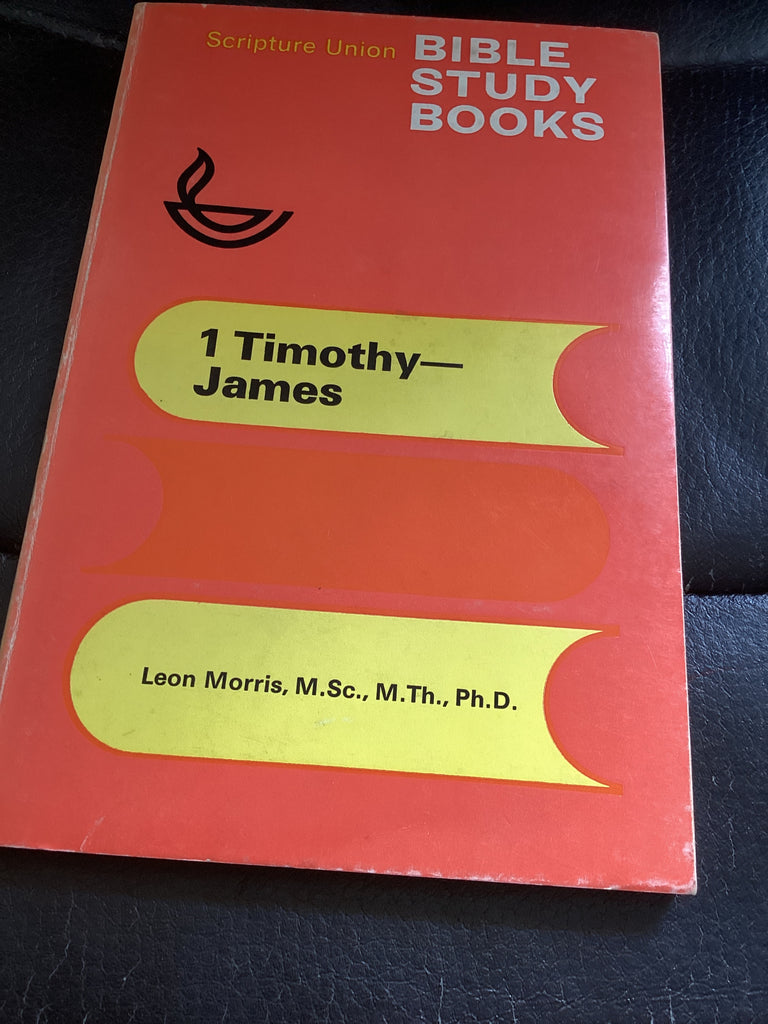 Scripture Union BIBLE
STUDY
BOOKS
1 Timothy—
James
Leon Morris, M.Sc., M.Th., Ph.D.